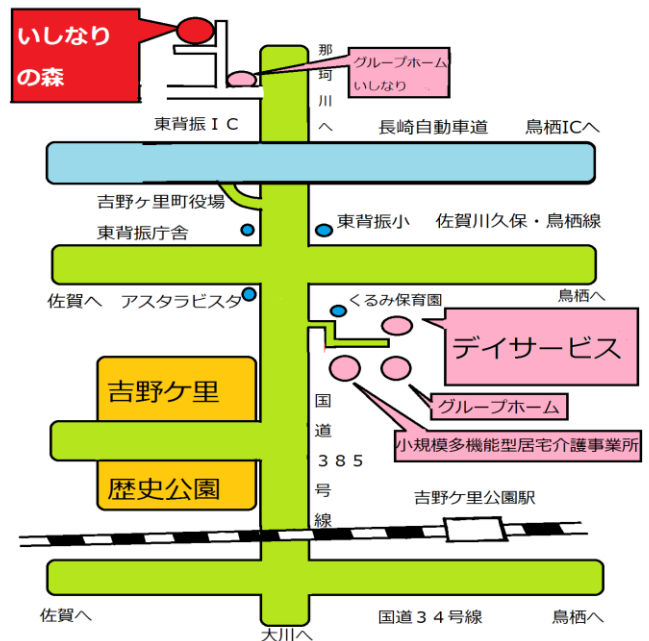 いしなり
の森
那珂川へ
グループホーム
いしなり
東背振ＩＣ
長崎自動車道
鳥栖ICへ
吉野ヶ里町役場
東背振庁舎
東背振小
佐賀川久保・鳥栖線
佐賀へ
アスタラビスタ
くるみ保育園
鳥栖へ
デイサービス
吉野ケ里
グループホーム
国道３８５号線
小規模多機能型居宅介護事業所
歴史公園
吉野ケ里公園駅
佐賀へ
大川へ
国道３４号線
鳥栖へ